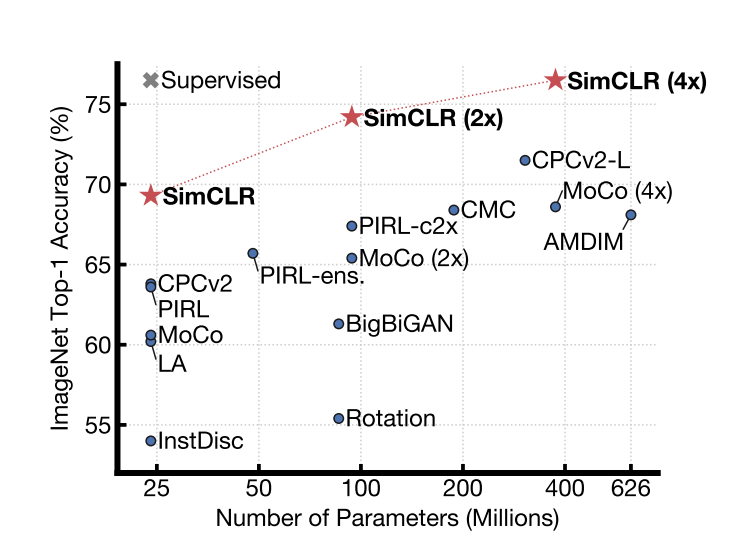 Supervised
SimCLR (4x)
75
SimCLR (2x)
CPCv2-L
70
SimCLR
MoCo (4x)
CMC
PIRL-c2x
AMDIM
65
PIRL-ens.
MoCo (2x)
CPCv2
PIRL
BigBiGAN
60
MoCo
LA
55
Rotation
InstDisc
25 50 100 200 400 626
Number of Parameters (Millions)
ImageNet Top-1 Accuracy (%)